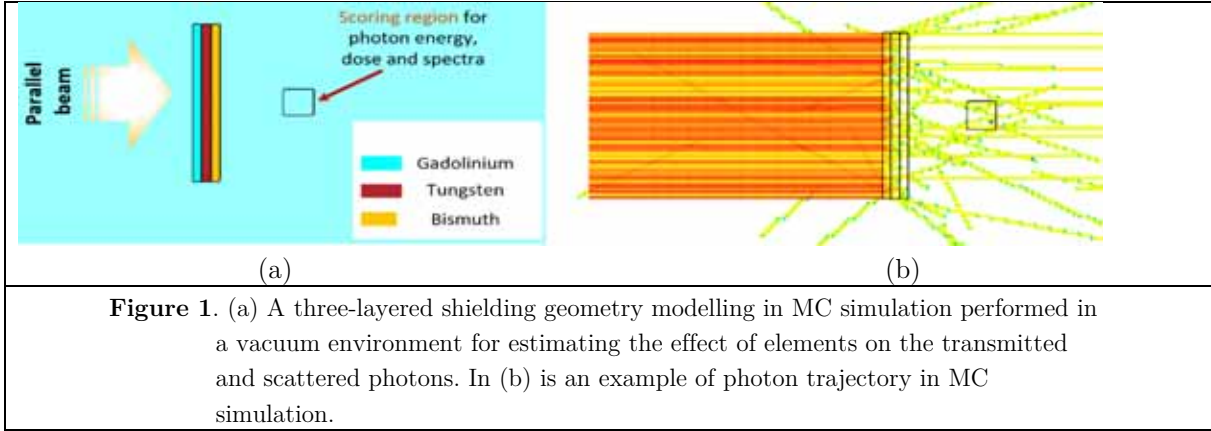 Parallel
beam
Scoring region for
photon energy,
dose and spectra
Gadolinium
Tungsten
Bismuth
(a)
(b)
Figure 1. (a) A three-layered shielding geometry modelling in MC simulation performed in
a vacuum environment for estimating the effect of elements on the transmitted
and scattered photons. In (b) is an example of photon trajectory in MC
simulation.